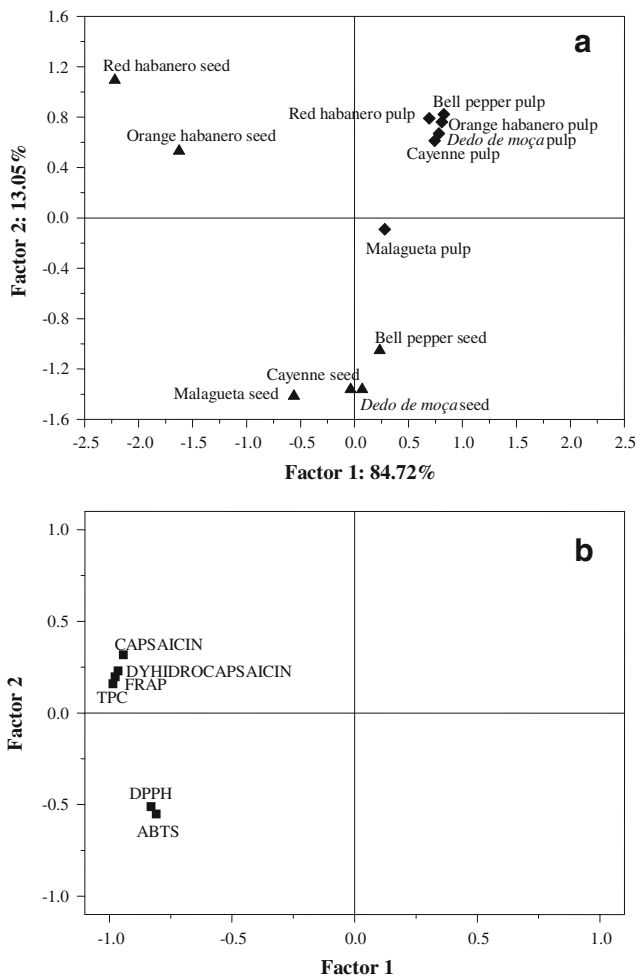 1.6
1.2
0.8
0.4
0.0
-0.4
-0.8
-1.2
-1.6
Factor 2: 13.05%
a
Red habanero seed
Orange habanero seed
Bell pepper pulp
Red habanero pulp
Orange habanero pulp
Dedo de moça pulp
Cayenne pulp
Malagueta pulp
Bell pepper seed
Cayenne seed
Malagueta seed
Dedo de moça seed
-2.5 -2.0 -1.5 -1.0 -0.5 0.0 0.5 1.0 1.5 2.0 2.5
Factor 1: 84.72%
1.0
0.5
0.0
-0.5
-1.0
Factor 2
b
CAPSAICIN
DYHIDROCAPSAICIN
FRAP
TPC
DPPH
ABTS
-1.0 -0.5 0.0 0.5 1.0
Factor 1